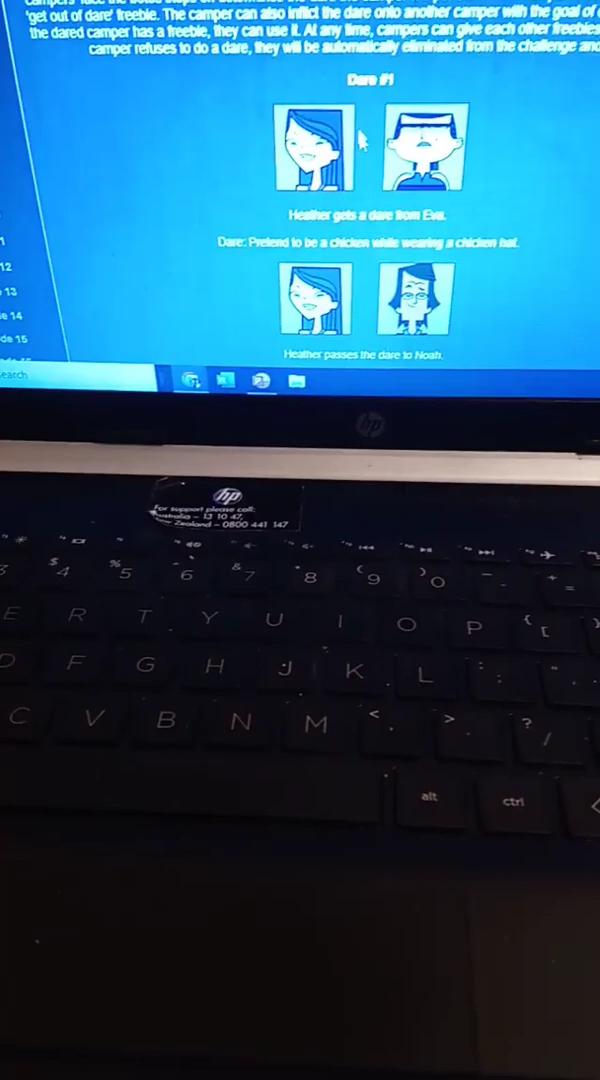 'get out of dare' freebie. The camper can also inflict the dare onto another camper with the goal of
the dared camper has a freebie, they can use it. At any time, campers can give each other freebies
camper refuses to do a dare, they will be automatically eliminated from the challenge and
Dare #1
Heather gets a dare from Eva.
Dare: Pretend to be a chicken while wearing a chicken hat.
Heather passes the dare to Noah.
1
12
13
e 14
de 15
earch
hp
hp
For support please call:
ustralia – 13 10 47,
Zealand – 0800 441 147
3 $ 4 % 5 ^ 6 & 7 * 8 ( 9 ) 0 - + =
E R T Y U I O P { [
D F G H J K L : ; "
C V B N M < , > . ? /
alt ctrl